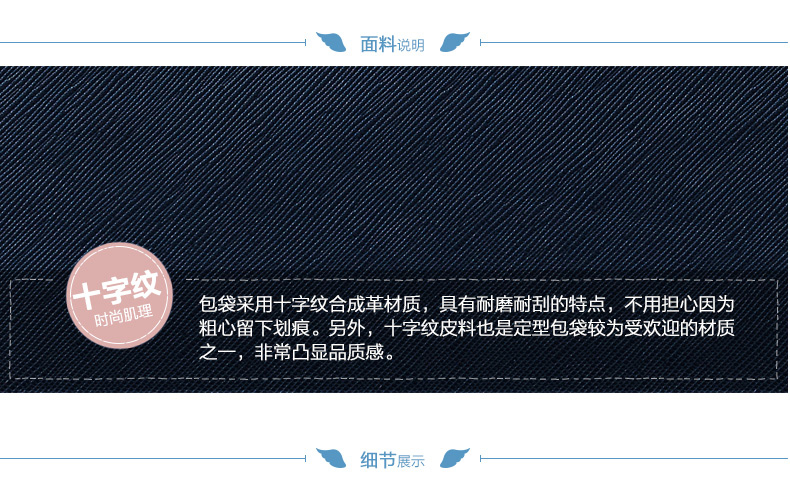 面料说明
十字纹
时尚肌理
包袋采用十字纹合成革材质，具有耐磨耐刮的特点，不用担心因为
粗心留下划痕。另外，十字纹皮料也是定型包袋较为受欢迎的材质
之一，非常凸显品质感。
细节展示